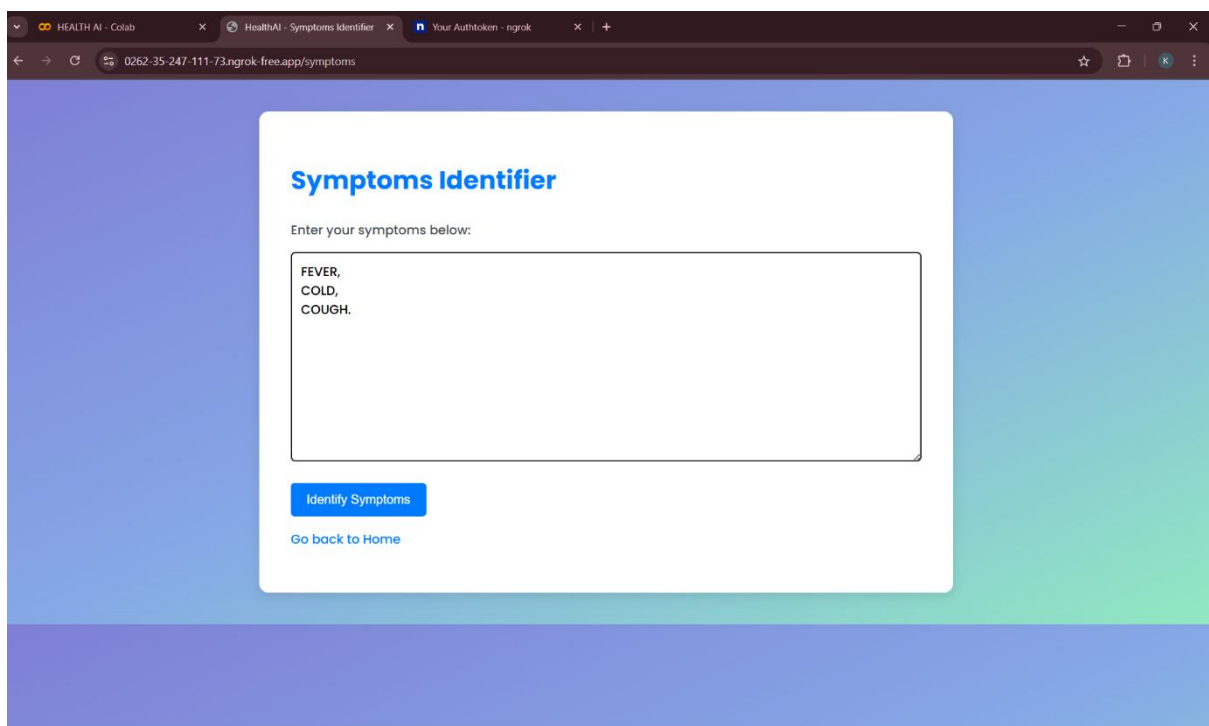 HEALTH AI - Colab
HealthAI - Symptoms Identifier
Your Authtoken - ngrok
0262-35-247-111-73.ngrok-free.app/symptoms
K
Symptoms Identifier
Enter your symptoms below:
FEVER,
COLD,
COUGH.
Identify Symptoms
Go back to Home